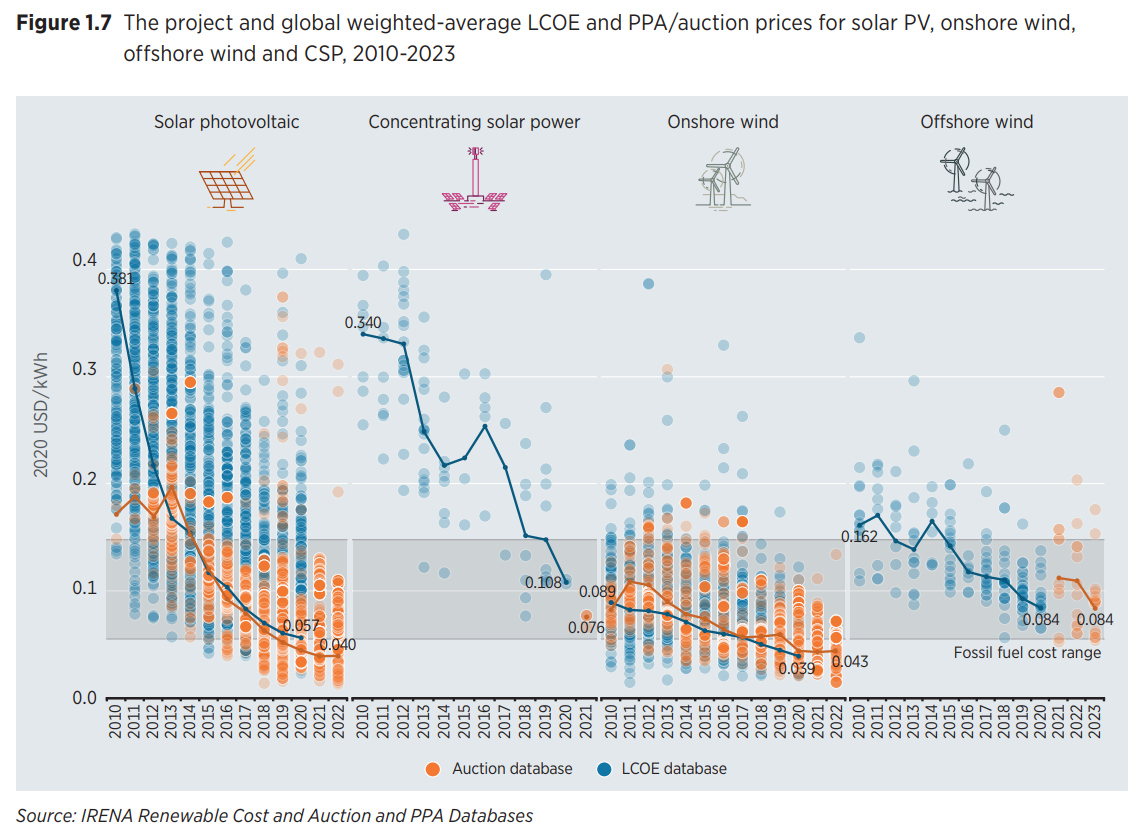 Figure 1.7 The project and global weighted-average LCOE and PPA/auction prices for solar PV, onshore wind,
offshore wind and CSP, 2010-2023
Solar photovoltaic
Concentrating solar power
Onshore wind
Offshore wind
2020 USD/kWh
0.4
0.3
0.2
0.1
0.0
0.381
0.057
0.040
0.340
0.108
0.076
0.089
0.039
0.043
0.162
0.084
0.084
Fossil fuel cost range
2010 2011 2012 2013 2014 2015 2016 2017 2018 2019 2020 2021 2022
2010 2011 2012 2013 2014 2015 2016 2017 2018 2019 2020 2021
2010 2011 2012 2013 2014 2015 2016 2017 2018 2019 2020 2021 2022
2010 2011 2012 2013 2014 2015 2016 2017 2018 2019 2020 2021 2022 2023
Auction database
LCOE database
Source: IRENA Renewable Cost and Auction and PPA Databases